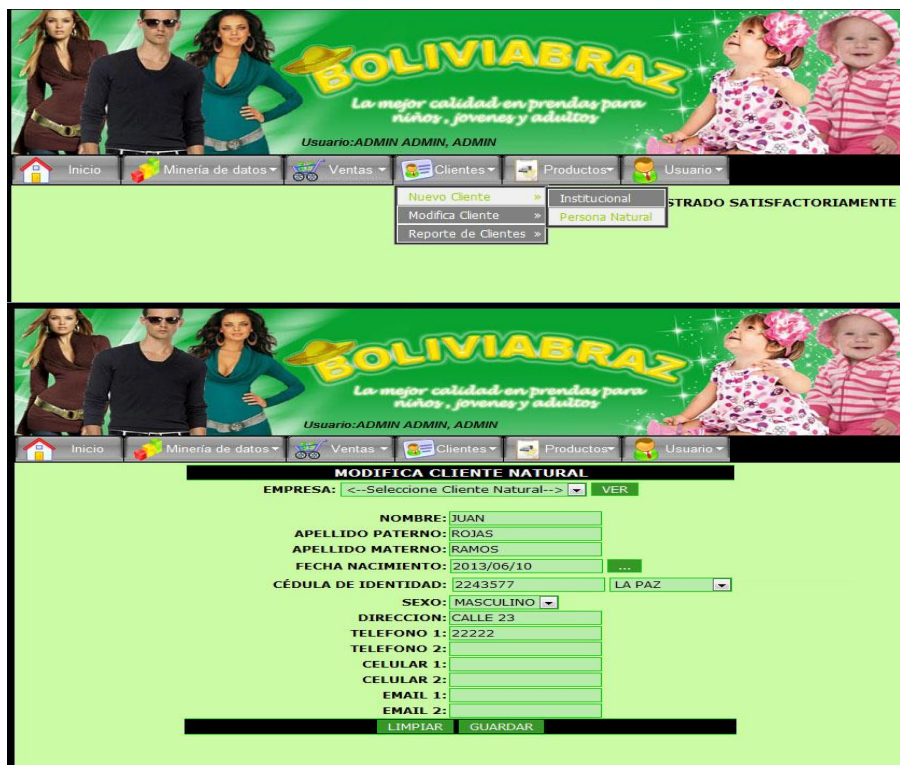 BOLIVIABRAZ
La mejor calidad en prendas para
niños, jovenes y adultos
Usuario:ADMIN ADMIN, ADMIN
Inicio Minería de datos Ventas Clientes Productos Usuario
Nuevo Cliente » Institucional STRADO SATISFACTORIAMENTE
Modifica Cliente » Persona Natural
Reporte de Clientes »
BOLIVIABRAZ
La mejor calidad en prendas para
niños, jovenes y adultos
Usuario:ADMIN ADMIN, ADMIN
Inicio Minería de datos Ventas Clientes Productos Usuario
MODIFICA CLIENTE NATURAL
EMPRESA: <--Seleccione Cliente Natural--> VER
NOMBRE: JUAN
APELLIDO PATERNO: ROJAS
APELLIDO MATERNO: RAMOS
FECHA NACIMIENTO: 2013/06/10 ...
CÉDULA DE IDENTIDAD: 2243577 LA PAZ
SEXO: MASCULINO
DIRECCION: CALLE 23
TELEFONO 1: 22222
TELEFONO 2:
CELULAR 1:
CELULAR 2:
EMAIL 1:
EMAIL 2:
LIMPIAR GUARDAR